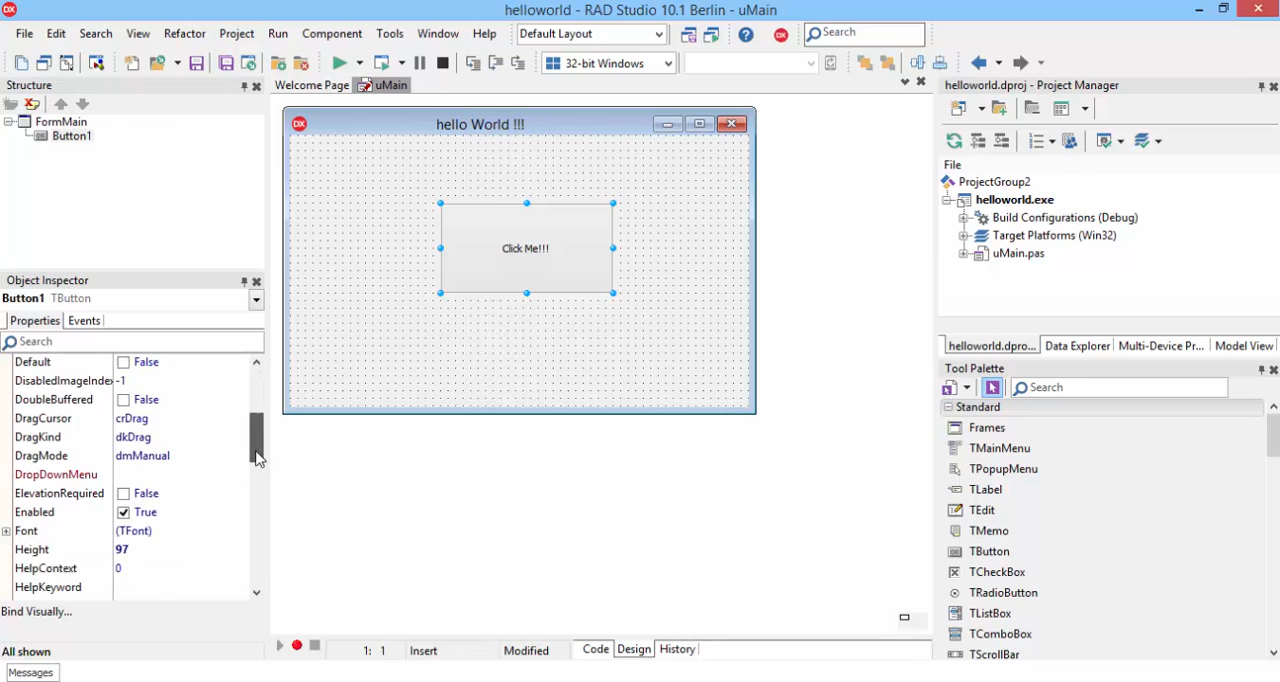 DX
helloworld - RAD Studio 10.1 Berlin - uMain
File Edit Search View Refactor Project Run Component Tools Window Help Default Layout Search
32-bit Windows
Structure
FormMain
Button1
Welcome Page uMain
DX hello World !!!
Click Me!!!
Object Inspector
Button1 TButton
Properties Events
Search
Default False
DisabledImageIndex -1
DoubleBuffered False
DragCursor crDrag
DragKind dkDrag
DragMode dmManual
DropDownMenu
ElevationRequired False
Enabled True
Font (TFont)
Height 97
HelpContext 0
HelpKeyword
Bind Visually...
All shown
Messages
1: 1 Insert Modified Code Design History
helloworld.dproj - Project Manager
File
ProjectGroup2
helloworld.exe
Build Configurations (Debug)
Target Platforms (Win32)
uMain.pas
helloworld.dpro... Data Explorer Multi-Device Pr... Model View
Tool Palette
Search
Standard
Frames
TMainMenu
TPopupMenu
TLabel
TEdit
TMemo
TButton
TCheckBox
TRadioButton
TListBox
TComboBox
TScrollBar